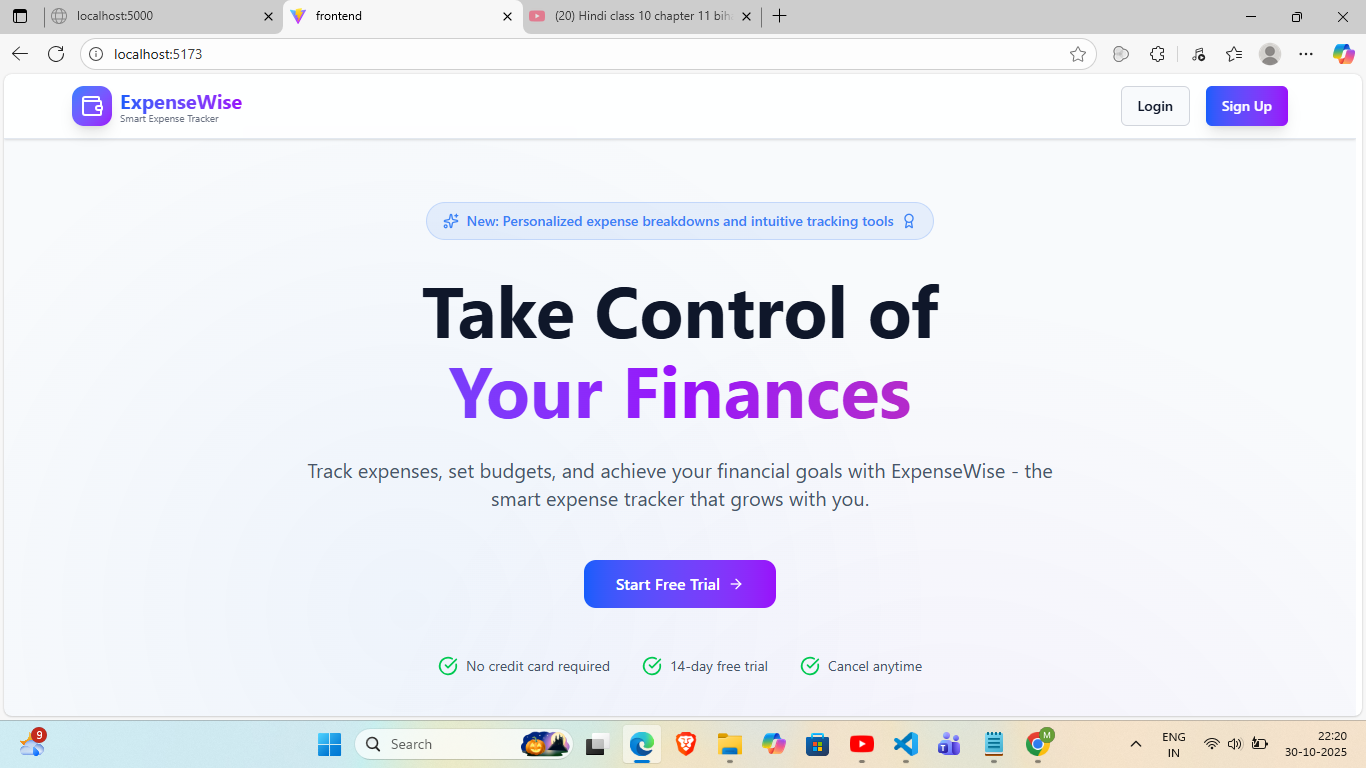 localhost:5000
frontend
(20) Hindi class 10 chapter 11 bih
localhost:5173
ExpenseWise
Smart Expense Tracker
Login
Sign Up
New: Personalized expense breakdowns and intuitive tracking tools
Take Control of
Your Finances
Track expenses, set budgets, and achieve your financial goals with ExpenseWise - the
smart expense tracker that grows with you.
Start Free Trial
No credit card required
14-day free trial
Cancel anytime
9
Search
M
ENG
IN
22:20
30-10-2025